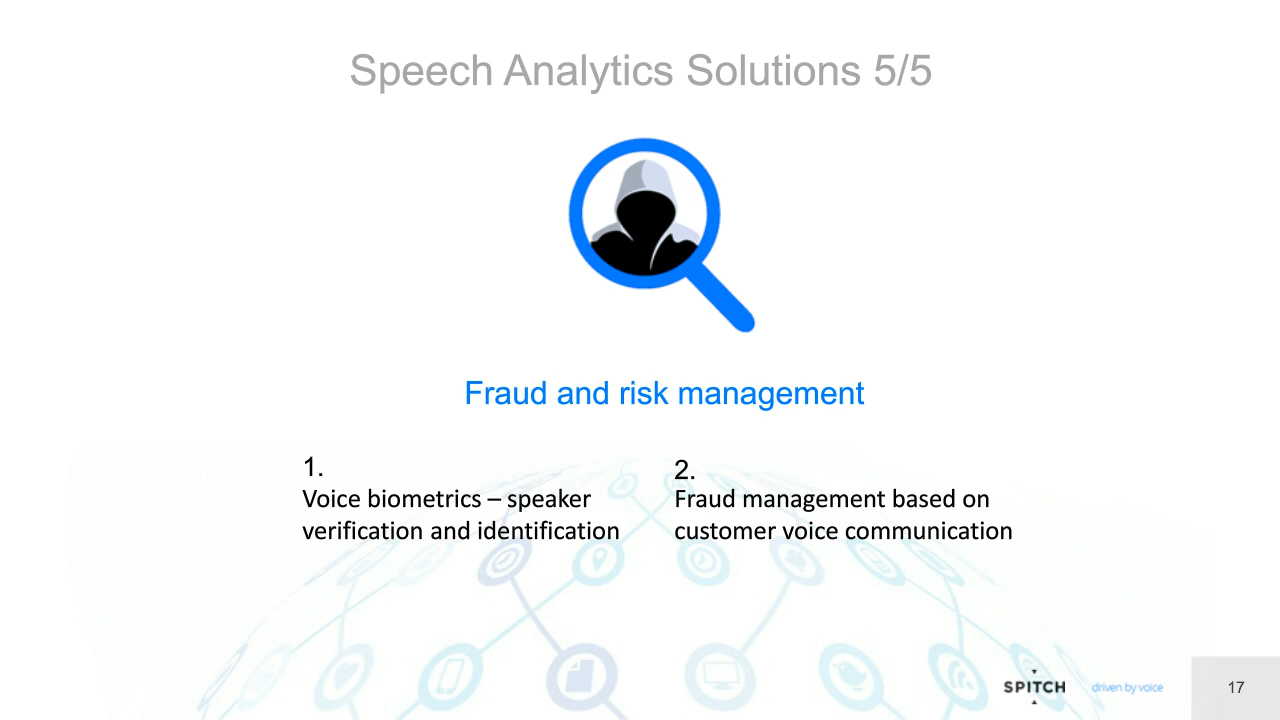 Speech Analytics Solutions 5/5
Fraud and risk management
1.
Voice biometrics – speaker
verification and identification
2.
Fraud management based on
customer voice communication
SPITCH
driven by voice
17